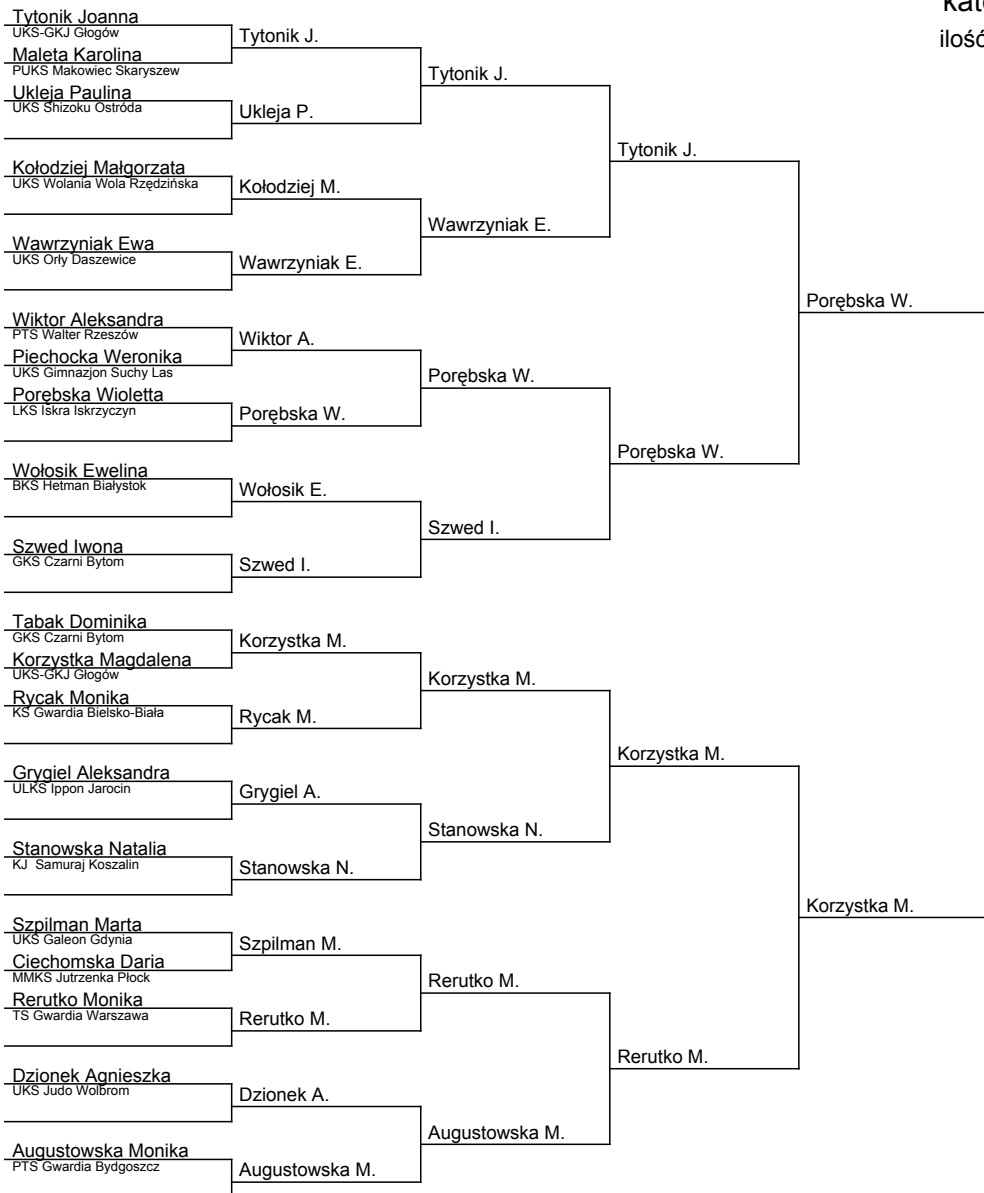 Tytonik Joanna
UKS-GKJ Głogów
Maleta Karolina
PUKS Makowiec Skaryszew
Ukleja Paulina
UKS Shizoku Ostróda
Kołodziej Małgorzata
UKS Wolania Wola Rzędzińska
Wawrzyniak Ewa
UKS Orły Daszewice
Wiktor Aleksandra
PTS Walter Rzeszów
Piechocka Weronika
UKS Gimnazjon Suchy Las
Porębska Wioletta
LKS Iskra Iskrzyczyn
Wołosik Ewelina
BKS Hetman Białystok
Szwed Iwona
GKS Czarni Bytom
Tabak Dominika
GKS Czarni Bytom
Korzystka Magdalena
UKS-GKJ Głogów
Rycak Monika
KS Gwardia Bielsko-Biała
Grygiel Aleksandra
ULKS Ippon Jarocin
Stanowska Natalia
KJ  Samuraj Koszalin
Szpilman Marta
UKS Galeon Gdynia
Ciechomska Daria
MMKS Jutrzenka Płock
Rerutko Monika
TS Gwardia Warszawa
Dzionek Agnieszka
UKS Judo Wolbrom
Augustowska Monika
PTS Gwardia Bydgoszcz
Tytonik J.
Ukleja P.
Kołodziej M.
Wawrzyniak E.
Wiktor A.
Porębska W.
Wołosik E.
Szwed I.
Korzystka M.
Rycak M.
Grygiel A.
Stanowska N.
Szpilman M.
Rerutko M.
Dzionek A.
Augustowska M.
Tytonik J.
Wawrzyniak E.
Porębska W.
Szwed I.
Korzystka M.
Stanowska N.
Rerutko M.
Augustowska M.
Tytonik J.
Porębska W.
Korzystka M.
Rerutko M.
Porębska W.
Korzystka M.
ilość